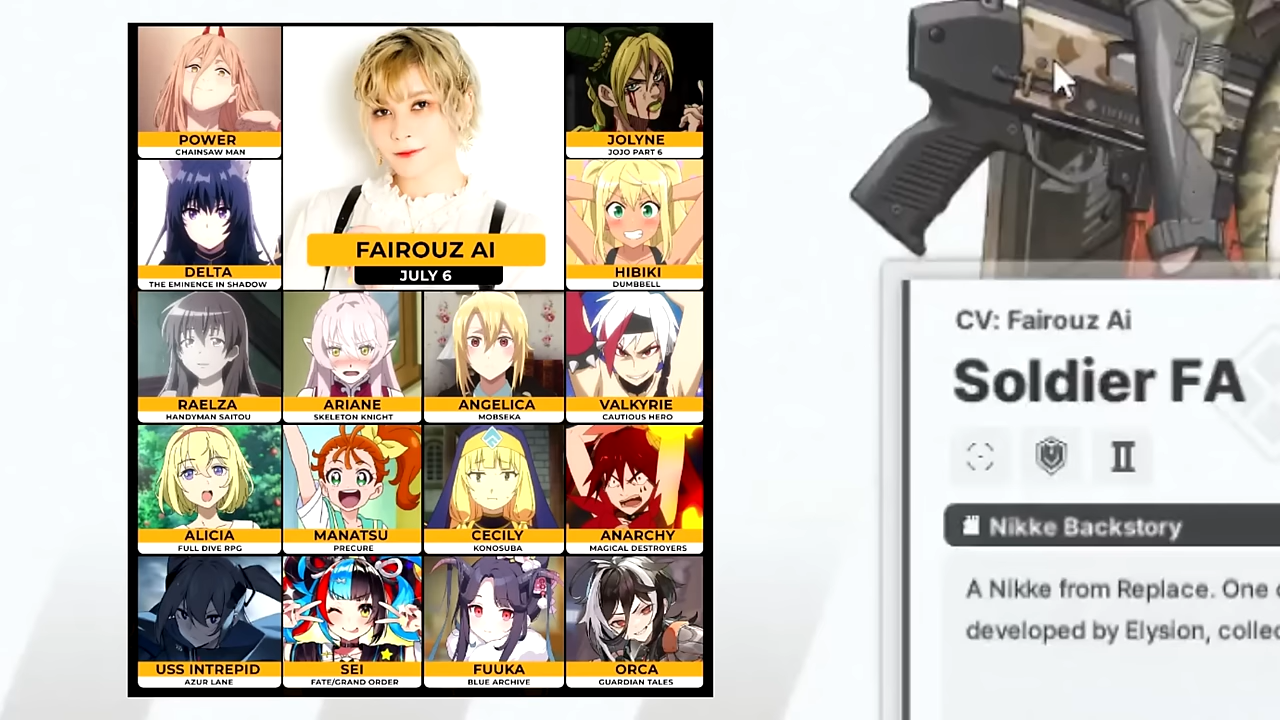 POWER
CHAINSAW MAN
JOLYNE
JOJO PART 6
DELTA
THE EMINENCE IN SHADOW
FAIROUZ AI
JULY 6
HIBIKI
DUMBBELL
RAELZA
HANDYMAN SAITOU
ARIANE
SKELETON KNIGHT
ANGELICA
MOBSEKA
VALKYRIE
CAUTIOUS HERO
ALICIA
FULL DIVE RPG
MANATSU
PRECURE
CECILY
KONOSUBA
ANARCHY
MAGICAL DESTROYERS
USS INTREPID
AZUR LANE
SEI
FATE/GRAND ORDER
FUUKA
BLUE ARCHIVE
ORCA
GUARDIAN TALES
CV: Fairouz Ai
Soldier FA
II
Nikke Backstory
A Nikke from Replace. One
developed by Elysion, collec